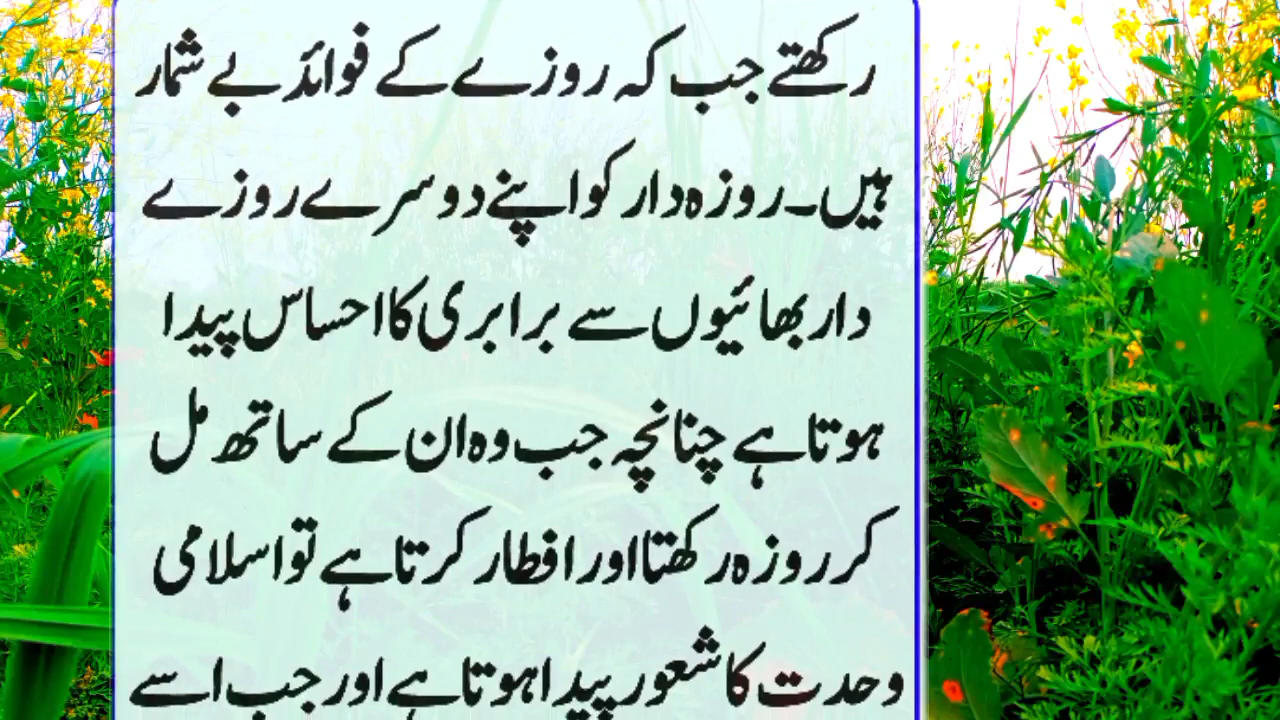 رکھتے جب کہ روزے کے فوائد بے شمار
ہیں۔ روزہ دار کو اپنے دوسرے روزے
دار بھائیوں سے برابری کا احساس پیدا
ہوتا ہے چنانچہ جب وہ ان کے ساتھ مل
کر روزہ رکھتا اور افطار کرتا ہے تو اسلامی
وحدت کا شعور پیدا ہوتا ہے اور جب اسے